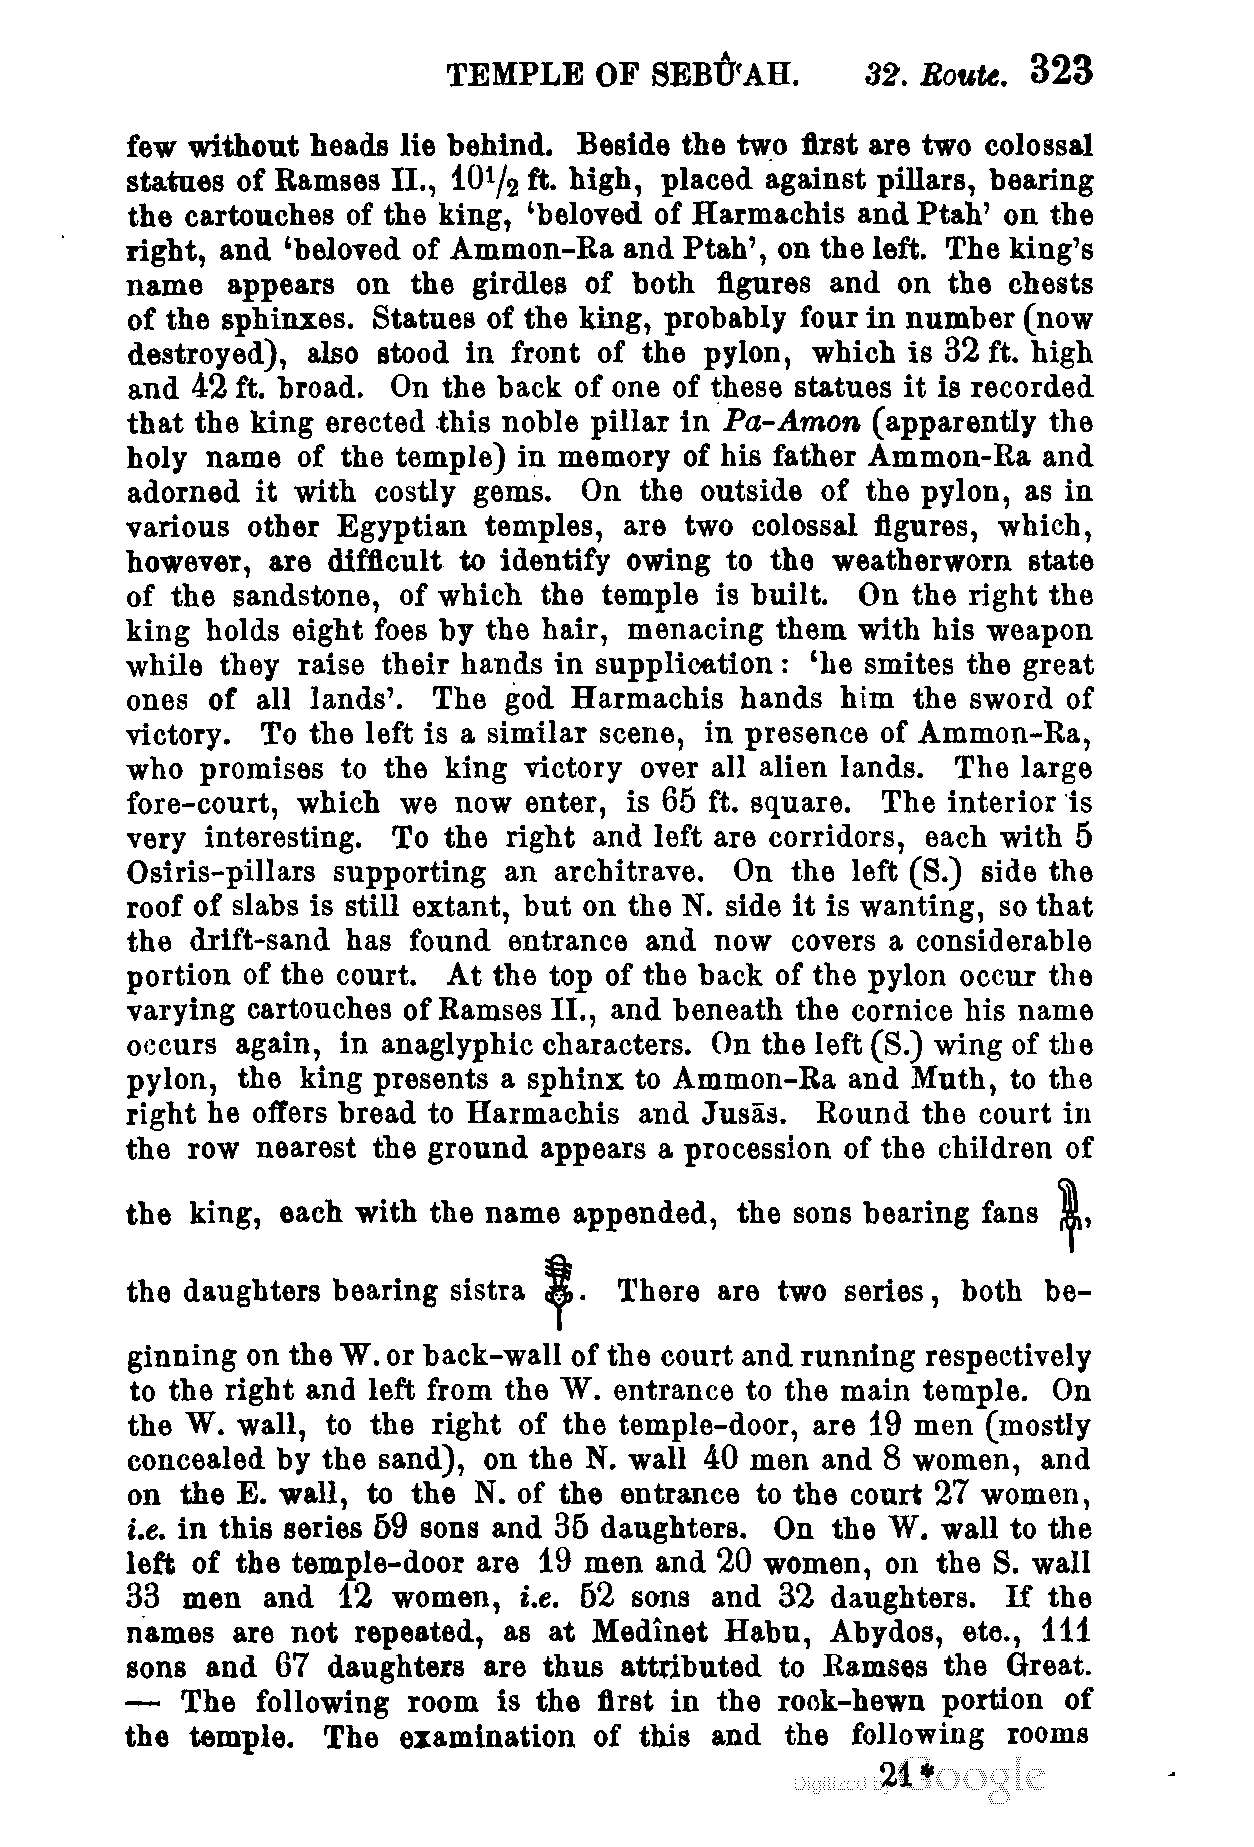 TEMPLE OF SEBÛ‘AH. 32. Route. 323
few without heads lie behind. Beside the two first are two colossal
statues of Ramses II., 10½ ft. high, placed against pillars, bearing
the cartouches of the king, ‘beloved of Harmachis and Ptah’ on the
right, and ‘beloved of Ammon-Ra and Ptah’, on the left. The king’s
name appears on the girdles of both figures and on the chests
of the sphinxes. Statues of the king, probably four in number (now
destroyed), also stood in front of the pylon, which is 32 ft. high
and 42 ft. broad. On the back of one of these statues it is recorded
that the king erected this noble pillar in Pa-Amon (apparently the
holy name of the temple) in memory of his father Ammon-Ra and
adorned it with costly gems. On the outside of the pylon, as in
various other Egyptian temples, are two colossal figures, which,
however, are difficult to identify owing to the weatherworn state
of the sandstone, of which the temple is built. On the right the
king holds eight foes by the hair, menacing them with his weapon
while they raise their hands in supplication: ‘he smites the great
ones of all lands’. The god Harmachis hands him the sword of
victory. To the left is a similar scene, in presence of Ammon-Ra,
who promises to the king victory over all alien lands. The large
fore-court, which we now enter, is 65 ft. square. The interior is
very interesting. To the right and left are corridors, each with 5
Osiris-pillars supporting an architrave. On the left (S.) side the
roof of slabs is still extant, but on the N. side it is wanting, so that
the drift-sand has found entrance and now covers a considerable
portion of the court. At the top of the back of the pylon occur the
varying cartouches of Ramses II., and beneath the cornice his name
occurs again, in anaglyphic characters. On the left (S.) wing of the
pylon, the king presents a sphinx to Ammon-Ra and Muth, to the
right he offers bread to Harmachis and Jusās. Round the court in
the row nearest the ground appears a procession of the children of
the king, each with the name appended, the sons bearing fans ,
the daughters bearing sistra . There are two series, both be-
ginning on the W. or back-wall of the court and running respectively
to the right and left from the W. entrance to the main temple. On
the W. wall, to the right of the temple-door, are 19 men (mostly
concealed by the sand), on the N. wall 40 men and 8 women, and
on the E. wall, to the N. of the entrance to the court 27 women,
i.e. in this series 59 sons and 35 daughters. On the W. wall to the
left of the temple-door are 19 men and 20 women, on the S. wall
33 men and 12 women, i.e. 52 sons and 32 daughters. If the
names are not repeated, as at Medînet Habu, Abydos, etc., 111
sons and 67 daughters are thus attributed to Ramses the Great.
— The following room is the first in the rock-hewn portion of
the temple. The examination of this and the following rooms
21*
Digitized by Google